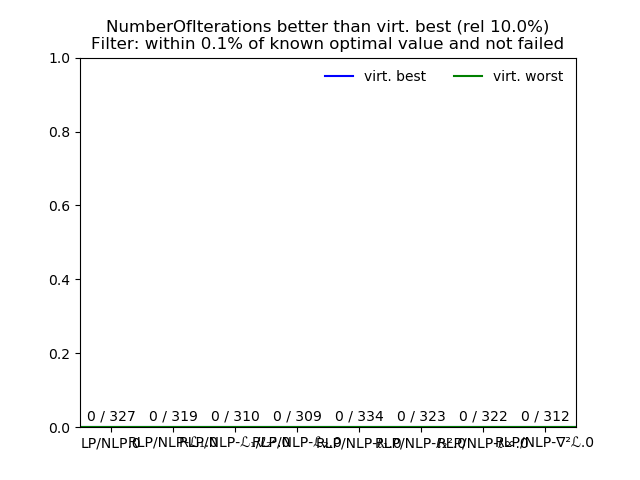 NumberOfIterations better than virt. best (rel 10.0%)
Filter: within 0.1% of known optimal value and not failed
virt. best
virt. worst
1.0
0.8
0.6
0.4
0.2
0.0
0 / 327 0 / 319 0 / 310 0 / 309 0 / 334 0 / 323 0 / 322 0 / 312
LP/NLP.0